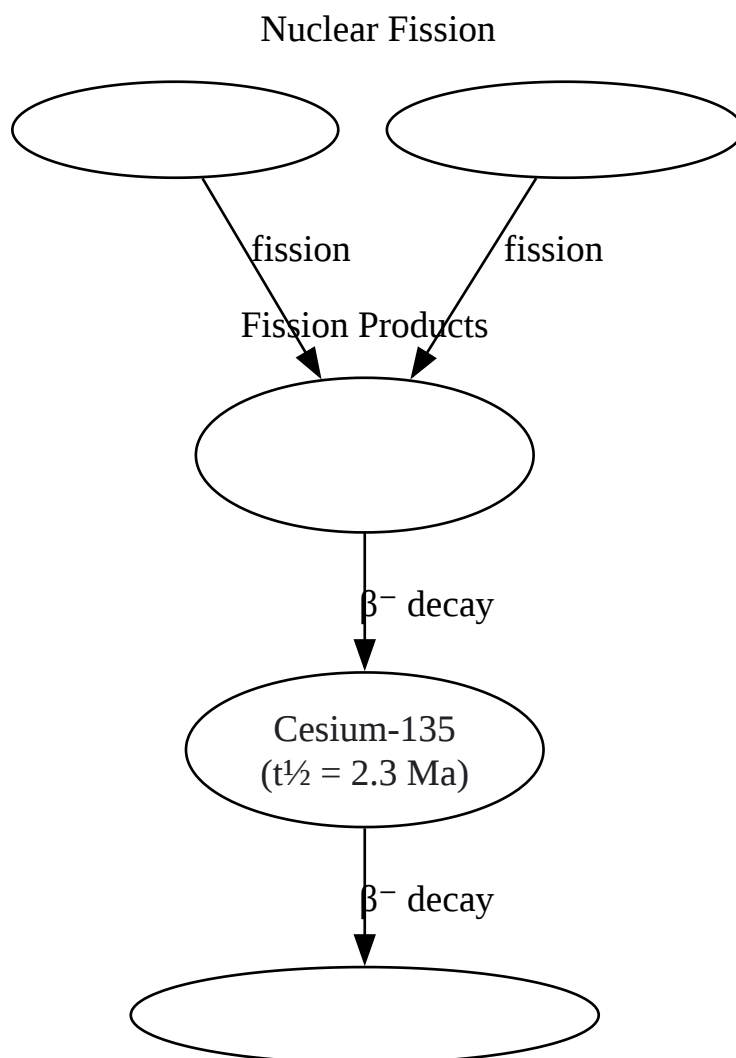 Nuclear Fission
fission
fission
Fission Products
β⁻ decay
Cesium-135
(t½ = 2.3 Ma)
β⁻ decay